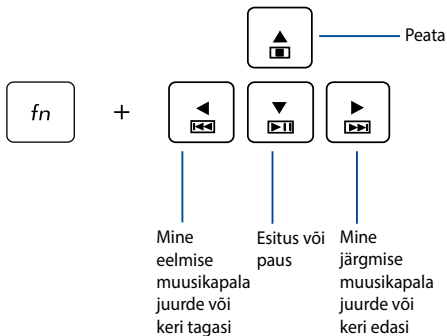 Peata
fn +
Mine
eelmise
muusikapala
juurde või
keri tagasi
Esitus või
paus
Mine
järgmise
muusikapala
juurde või
keri edasi